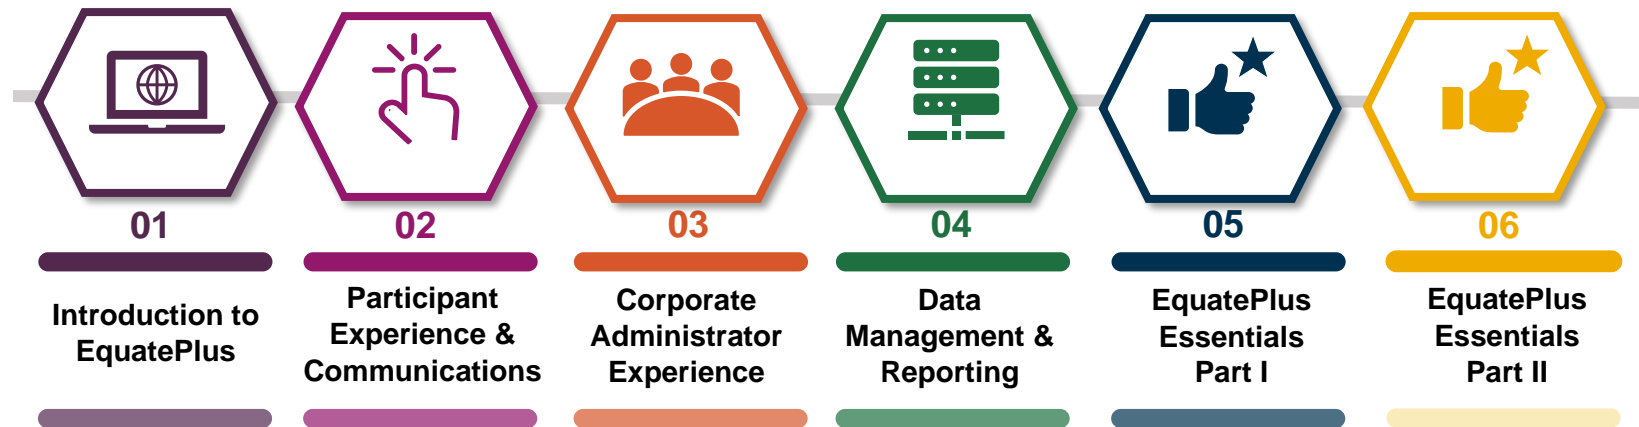 01
Introduction to
EquatePlus
02
Participant
Experience &
Communications
03
Corporate
Administrator
Experience
04
Data
Management &
Reporting
05
EquatePlus
Essentials
Part I
06
EquatePlus
Essentials
Part II